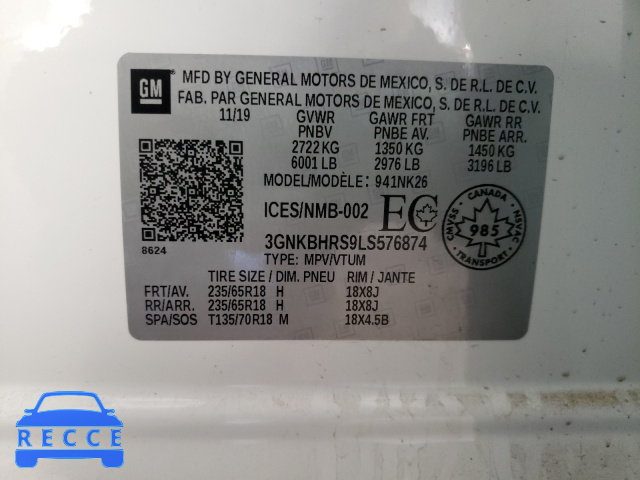 GM
MFD BY GENERAL MOTORS DE MEXICO, S. DE R.L. DE C.V.
FAB. PAR GENERAL MOTORS DE MEXICO, S. DE R.L. DE C.V.
11/19 GVWR GAWR FRT GAWR RR
PNBV PNBE AV. PNBE ARR.
2722 KG 1350 KG 1450 KG
6001 LB 2976 LB 3196 LB
MODEL/MODÈLE: 941NK26
ICES/NMB-002 EC
CANADA
CMVSS 985 NSVAC
3GNKBHRS9LS576874
8624
TYPE: MPV/VTUM
TIRE SIZE / DIM. PNEU RIM / JANTE
FRT/AV. 235/65R18 H 18X8J
RR/ARR. 235/65R18 H 18X8J
SPA/SOS T135/70R18 M 18X4.5B
RECCE